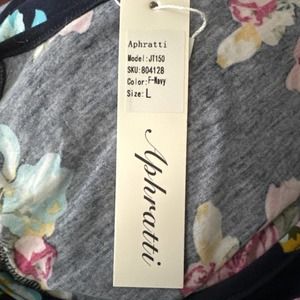 Aphratti
Model:JT150
SKU:804128
Color:F-Navy
Size:L
Aphratti